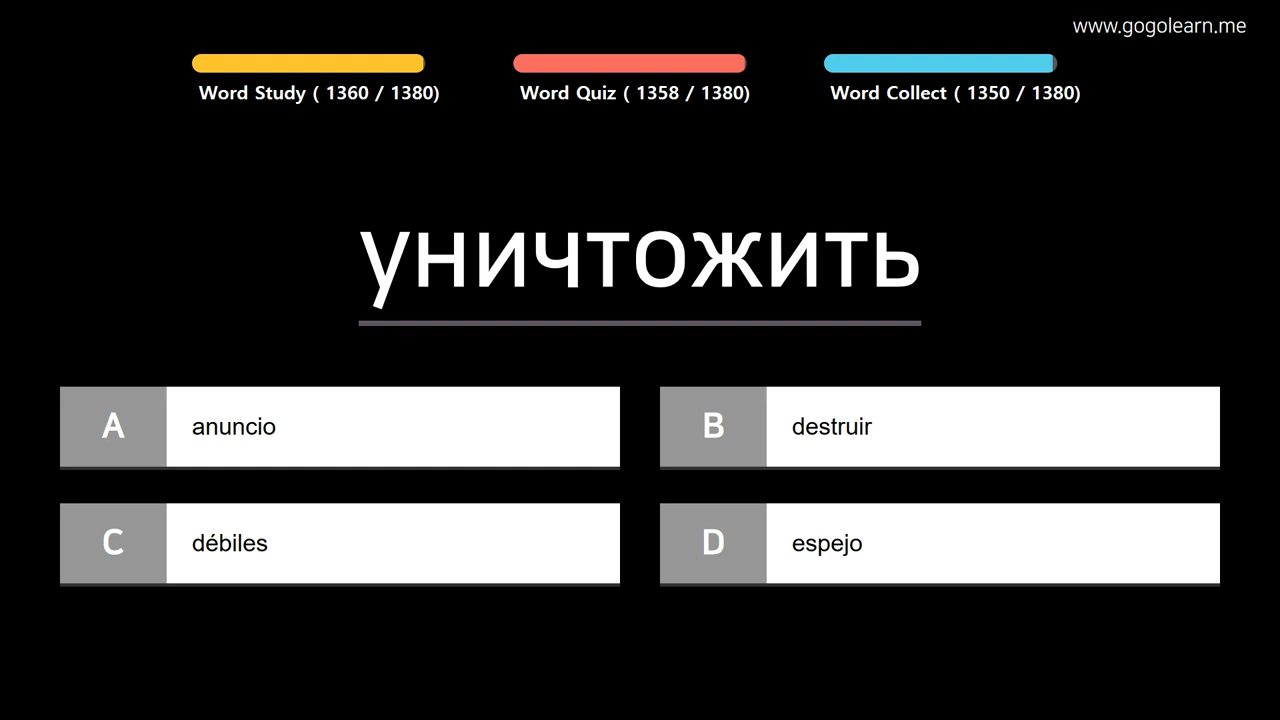 www.gogolearn.me
Word Study ( 1360 / 1380)
Word Quiz ( 1358 / 1380)
Word Collect ( 1350 / 1380)
уничтожить
A anuncio
B destruir
C débiles
D espejo